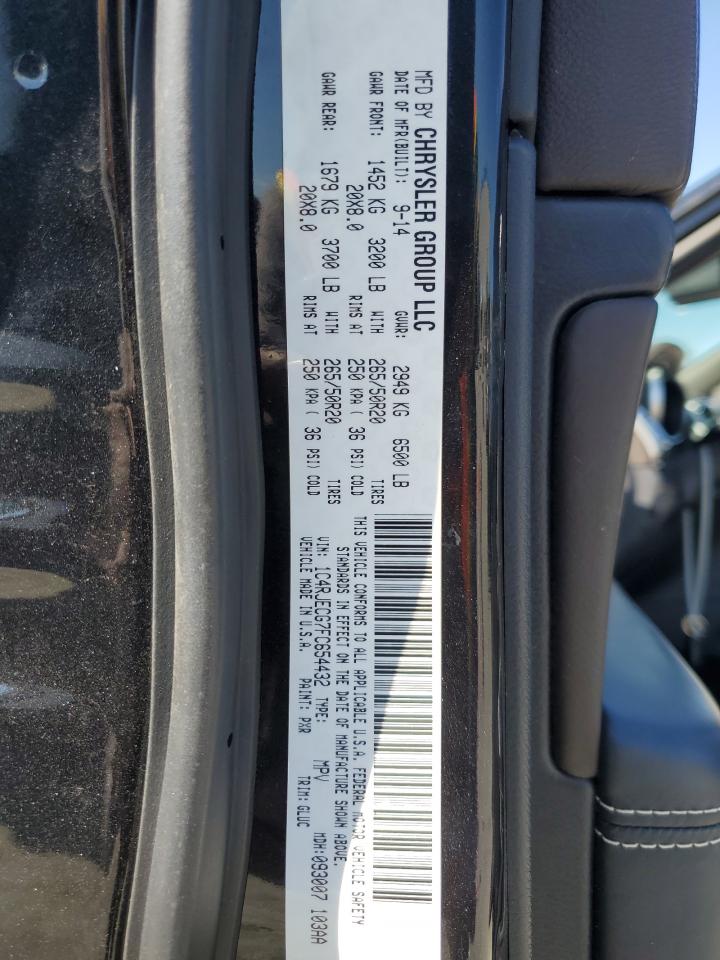 MFD BY CHRYSLER GROUP LLC
DATE OF MFR(BUILT): 9-14 GVWR: 2949 KG 6500 LB
GAWR FRONT: 1452 KG 3200 LB WITH 265/50R20 TIRES
20X8.0 RIMS AT 250 KPA( 36 PSI) COLD
GAWR REAR: 1679 KG 3700 LB WITH 265/50R20 TIRES
20X8.0 RIMS AT 250 KPA( 36 PSI) COLD
THIS VEHICLE CONFORMS TO ALL APPLICABLE U.S.A. FEDERAL MOTOR VEHICLE SAFETY
STANDARDS IN EFFECT ON THE DATE OF MANUFACTURE SHOWN ABOVE.
VIN: 1C4RJECG7FC654432 TYPE: MPV MDH:093007 103AA
VEHICLE MADE IN U.S.A. PAINT: PXR TRIM:GLUC